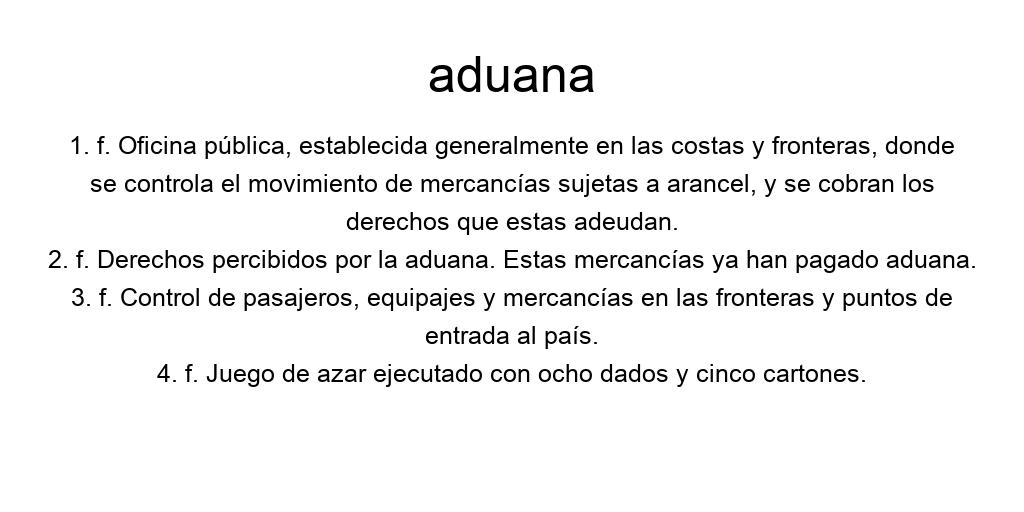 aduana
1. f. Oficina pública, establecida generalmente en las costas y fronteras, donde
se controla el movimiento de mercancías sujetas a arancel, y se cobran los
derechos que estas adeudan.
2. f. Derechos percibidos por la aduana. Estas mercancías ya han pagado aduana.
3. f. Control de pasajeros, equipajes y mercancías en las fronteras y puntos de
entrada al país.
4. f. Juego de azar ejecutado con ocho dados y cinco cartones.